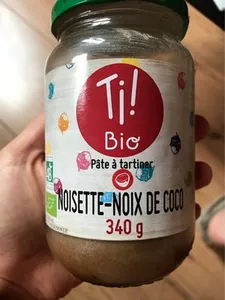 Ti!
Bio
Pâte à tartiner
NOISETTE-NOIX DE COCO
340 g